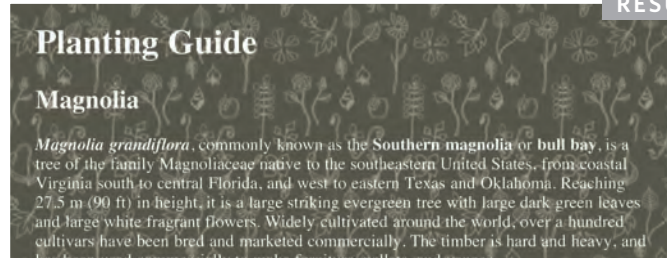 RESU
Planting Guide
Magnolia
Magnolia grandiflora, commonly known as the Southern magnolia or bull bay, is a
tree of the family Magnoliaceae native to the southeastern United States, from coastal
Virginia south to central Florida, and west to eastern Texas and Oklahoma. Reaching
27.5 m (90 ft) in height, it is a large striking evergreen tree with large dark green leaves
and large white fragrant flowers. Widely cultivated around the world, over a hundred
cultivars have been bred and marketed commercially. The timber is hard and heavy, and